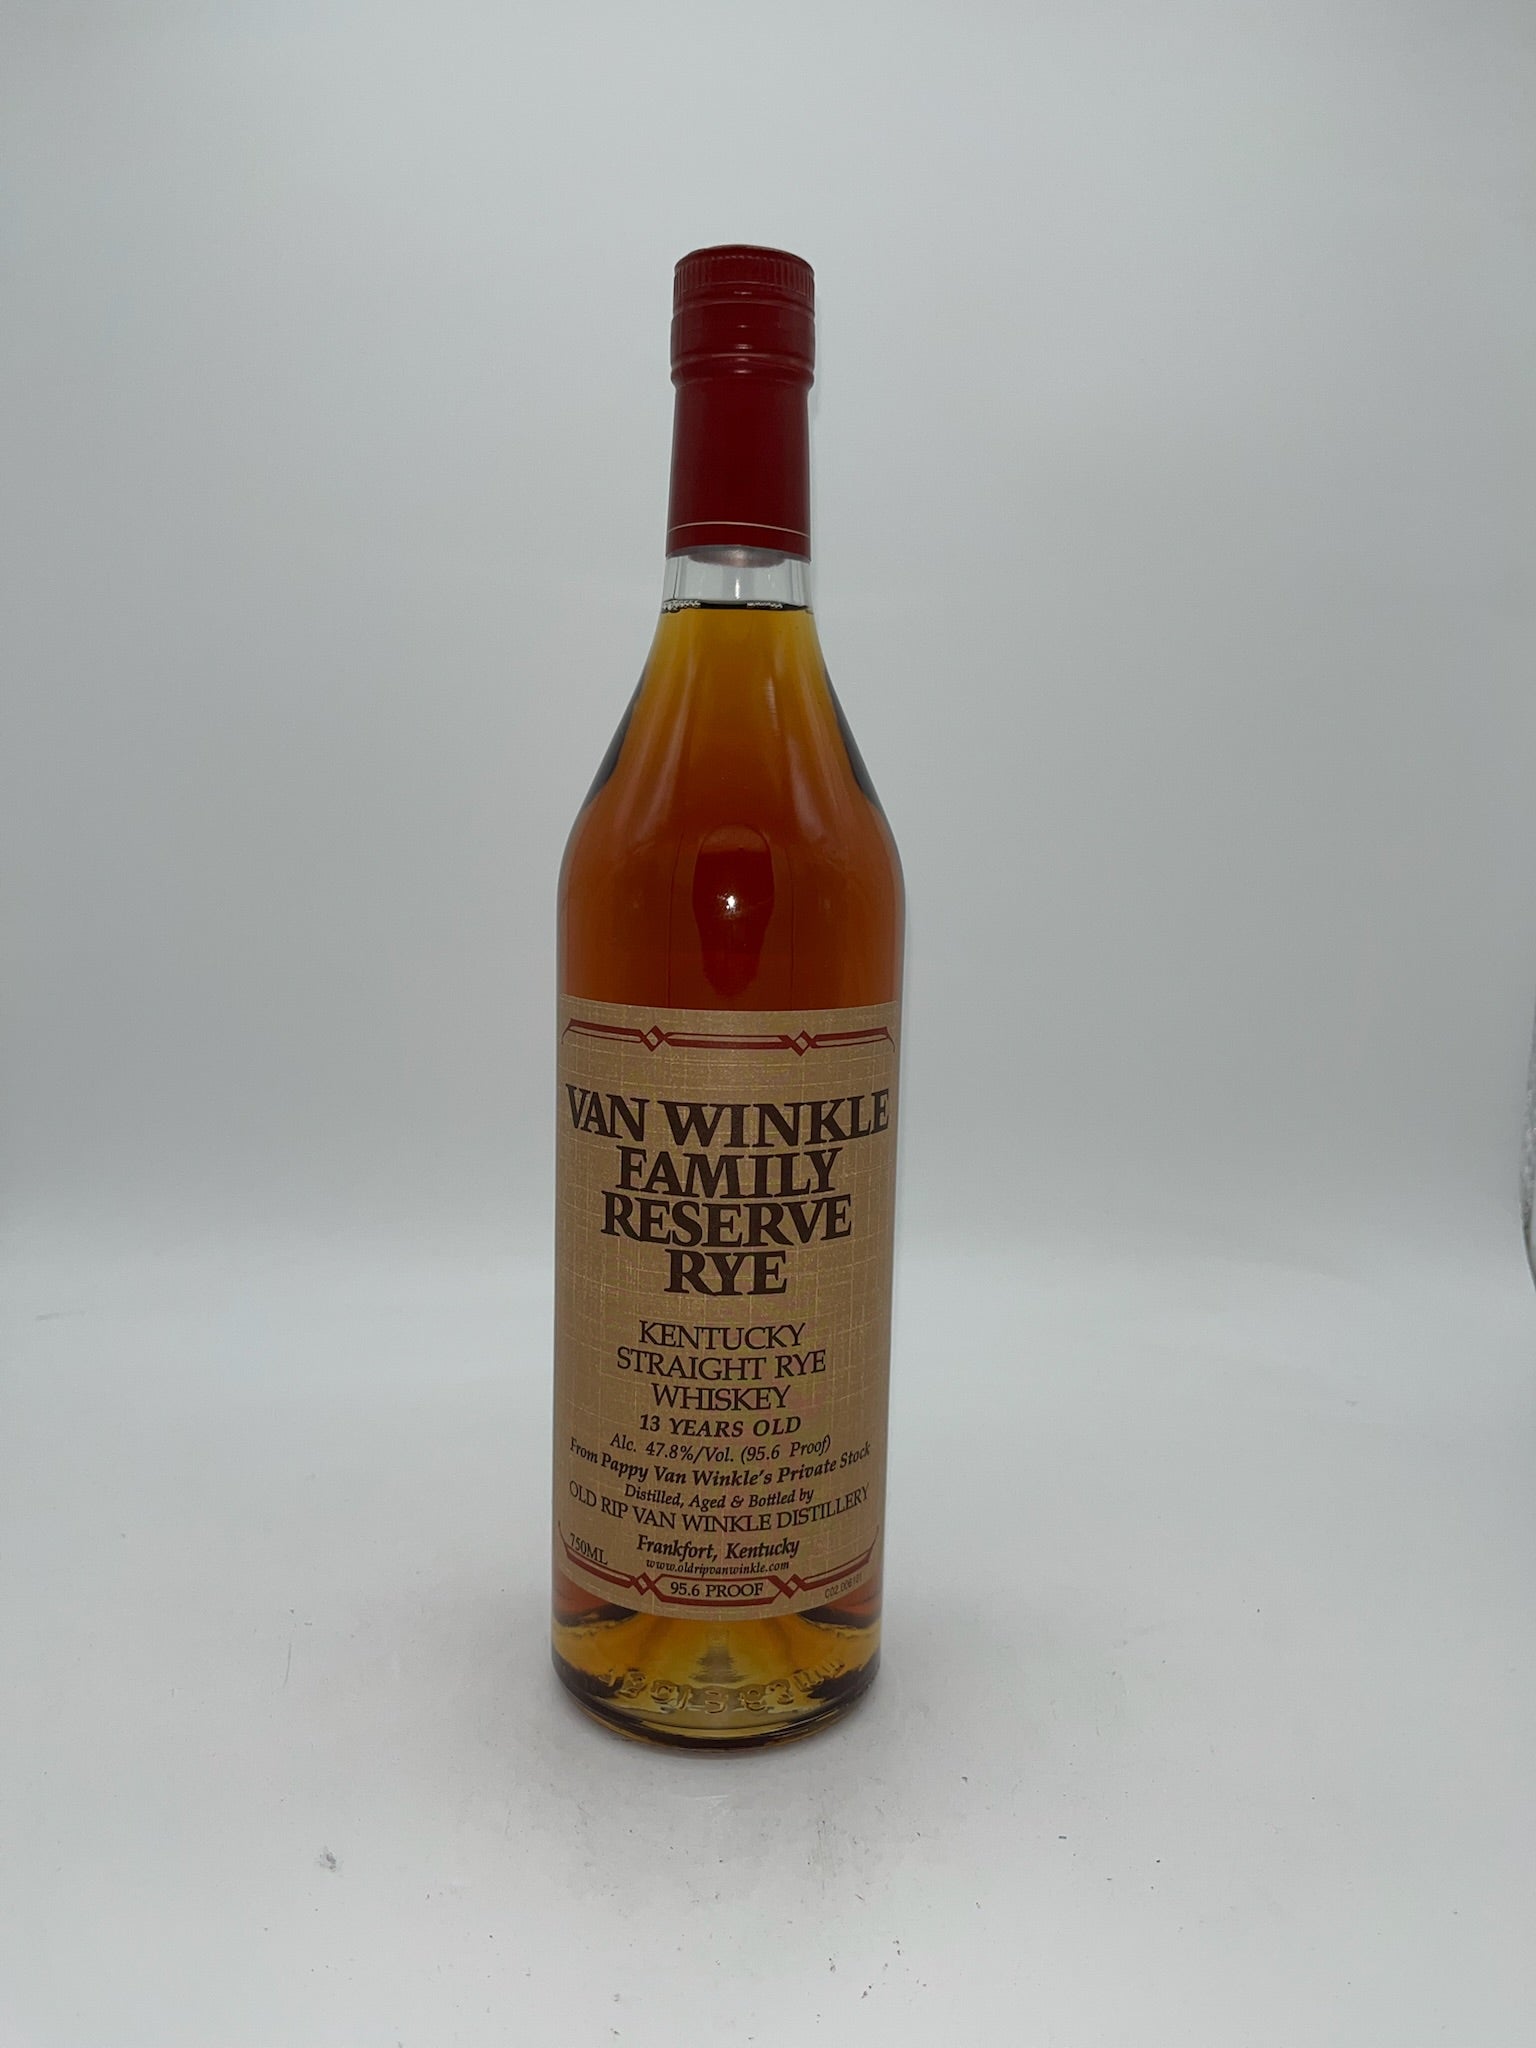 VAN WINKLE
FAMILY
RESERVE
RYE
KENTUCKY
STRAIGHT RYE
WHISKEY
13 YEARS OLD
Alc. 47.8%/Vol. (95.6 Proof)
From Pappy Van Winkle's Private Stock
Distilled, Aged & Bottled by
OLD RIP VAN WINKLE DISTILLERY
Frankfort, Kentucky
750ML
www.oldripvanwinkle.com
95.6 PROOF